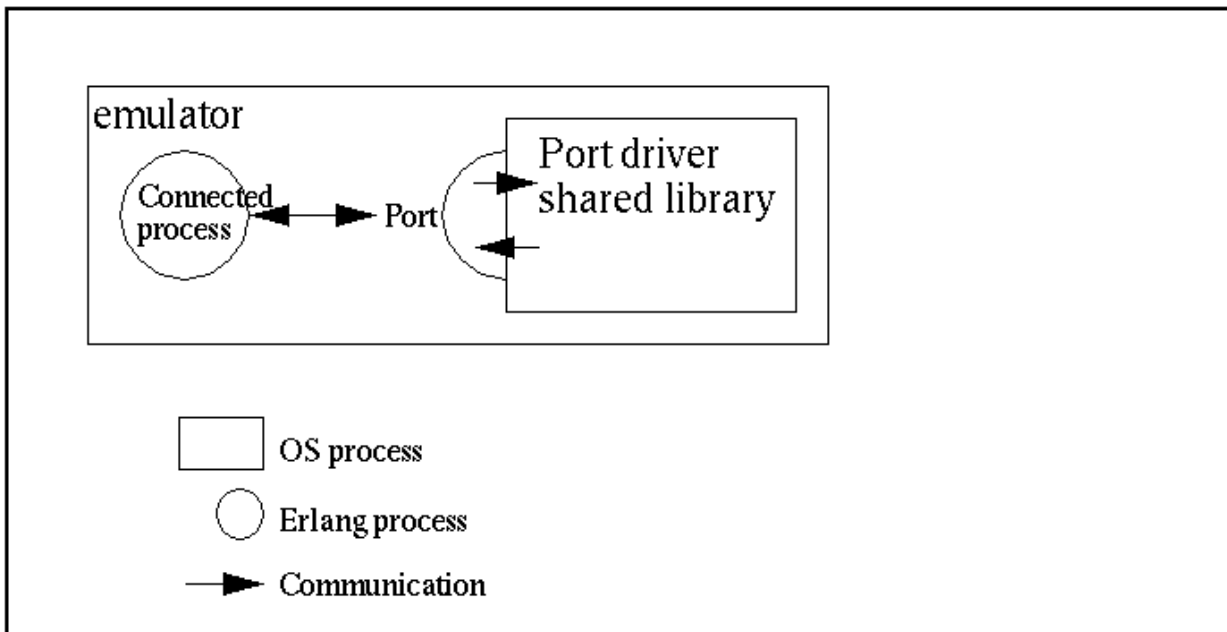 emulator
Connected
process
Port
Port driver
shared library
OS process
Erlang process
Communication